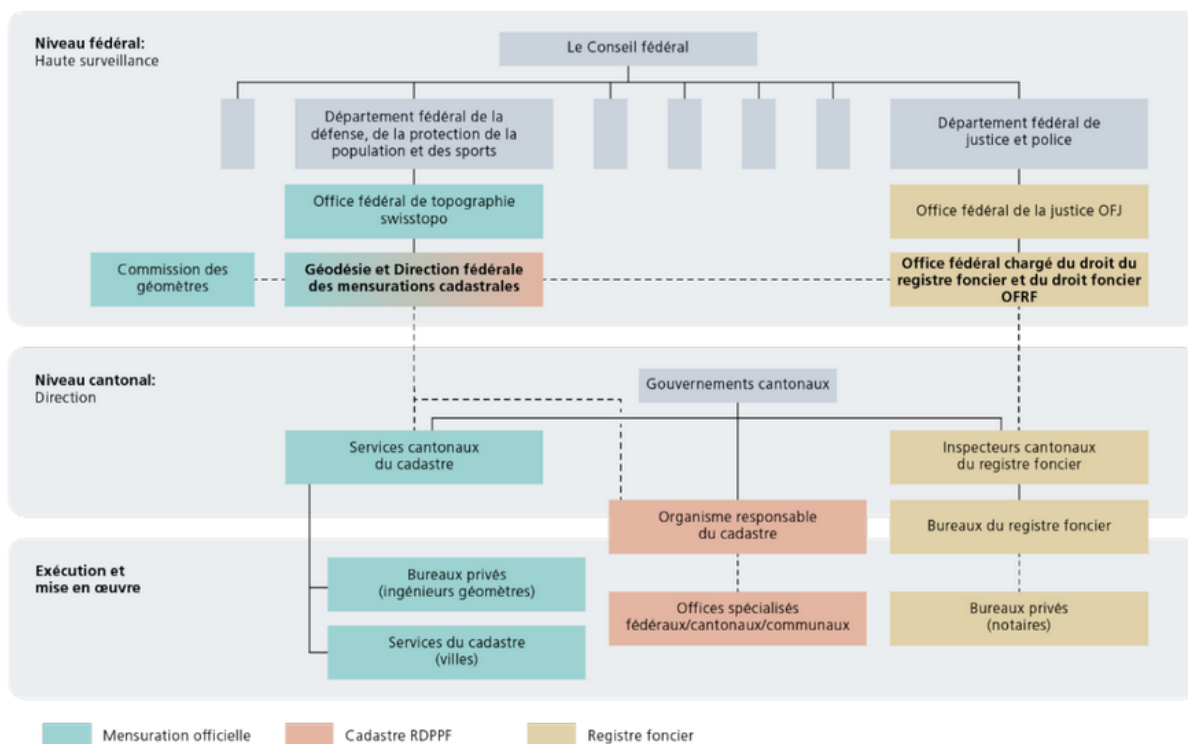 Niveau fédéral:
Haute surveillance
Le Conseil fédéral
Département fédéral de la
défense, de la protection de la
population et des sports
Département fédéral de
justice et police
Office fédéral de topographie
swisstopo
Office fédéral de la justice OFJ
Commission des
géomètres
Géodésie et Direction fédérale
des mensurations cadastrales
Office fédéral chargé du droit du
registre foncier et du droit foncier
OFRF
Niveau cantonal:
Direction
Gouvernements cantonaux
Services cantonaux
du cadastre
Inspecteurs cantonaux
du registre foncier
Organisme responsable
du cadastre
Bureaux du registre foncier
Exécution et
mise en œuvre
Bureaux privés
(ingénieurs géomètres)
Offices spécialisés
fédéraux/cantonaux/communaux
Bureaux privés
(notaires)
Services du cadastre
(villes)
Mensuration officielle
Cadastre RDPPF
Registre foncier